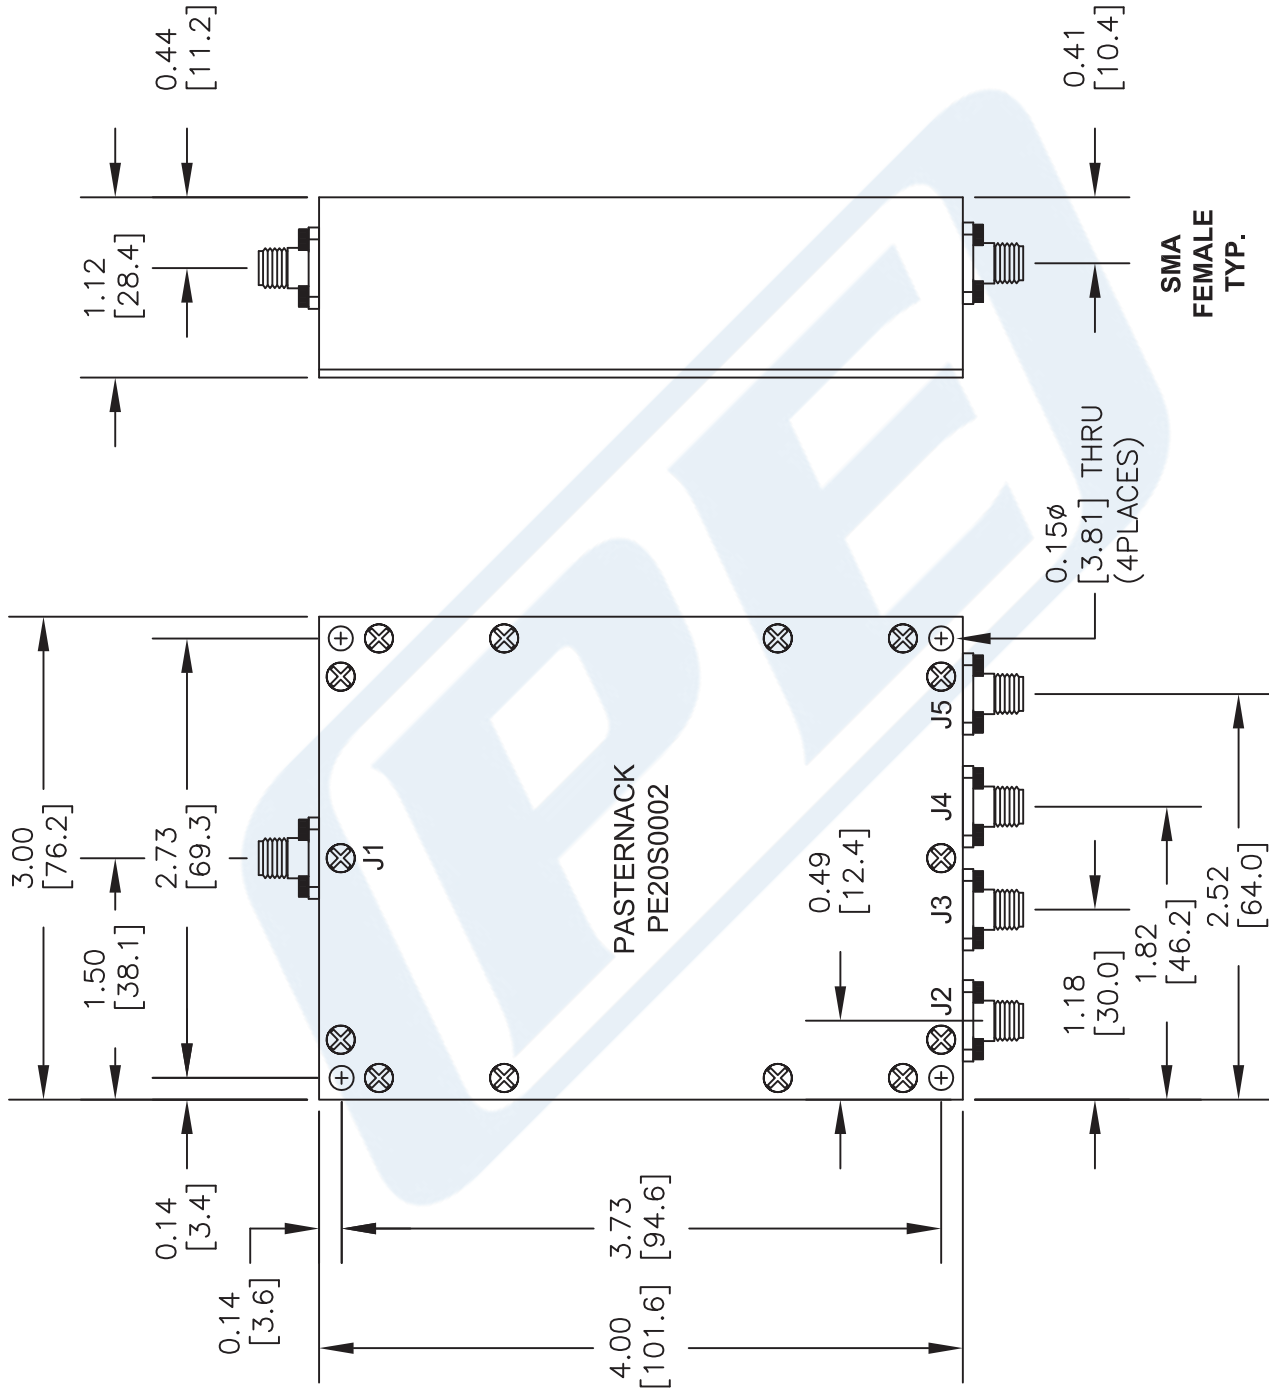 0.44
[11.2]
1.12
[28.4]
0.41
[10.4]
SMA
FEMALE
TYP.
3.00
[76.2]
2.73
[69.3]
1.50
[38.1]
0.14
[3.4]
0.14
[3.6]
J1
PASTERNACK
PE20S0002
0.15ø
[3.81] THRU
(4PLACES)
J5
J4
J3
J2
0.49
[12.4]
3.73
[94.6]
4.00
[101.6]
1.18
[30.0]
1.82
[46.2]
2.52
[64.0]
PE